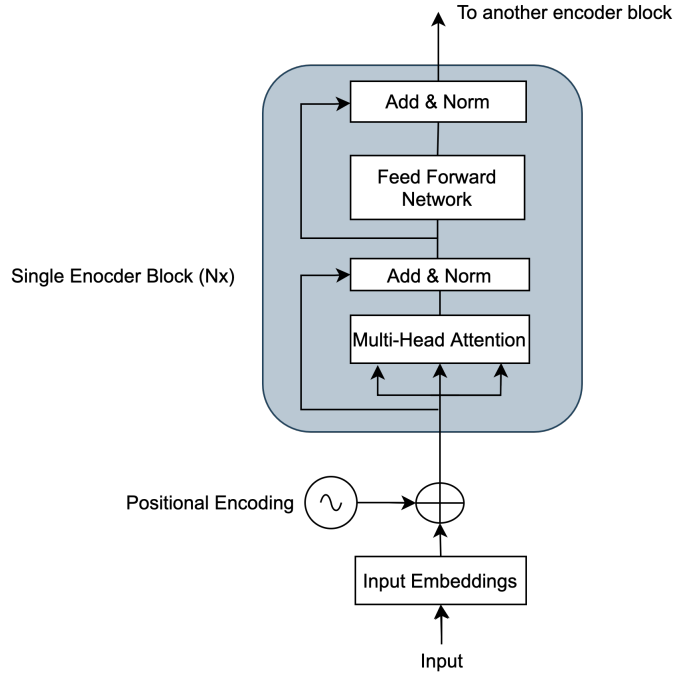 To another encoder block
Add & Norm
Feed Forward
Network
Single Enocder Block (Nx)
Add & Norm
Multi-Head Attention
Positional Encoding
Input Embeddings
Input